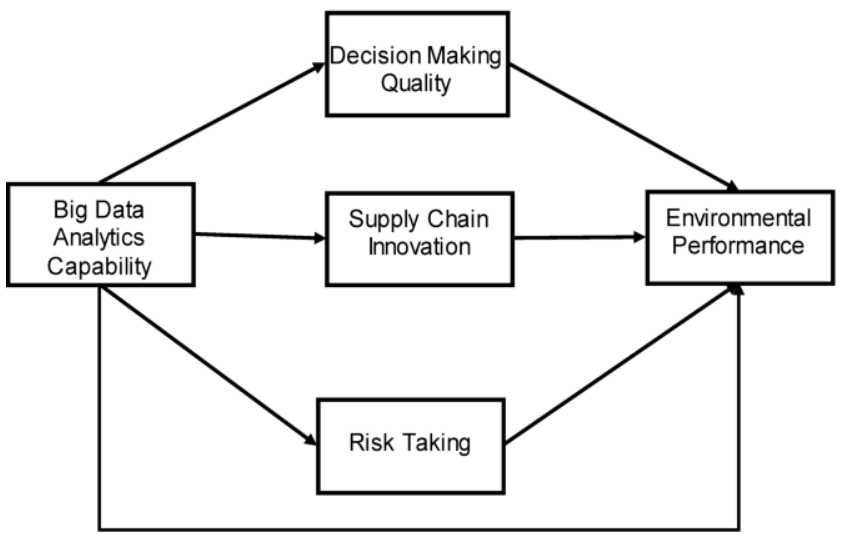 Decision Making
Quality
Big Data
Analytics
Capability
Supply Chain
Innovation
Environmental
Performance
Risk Taking